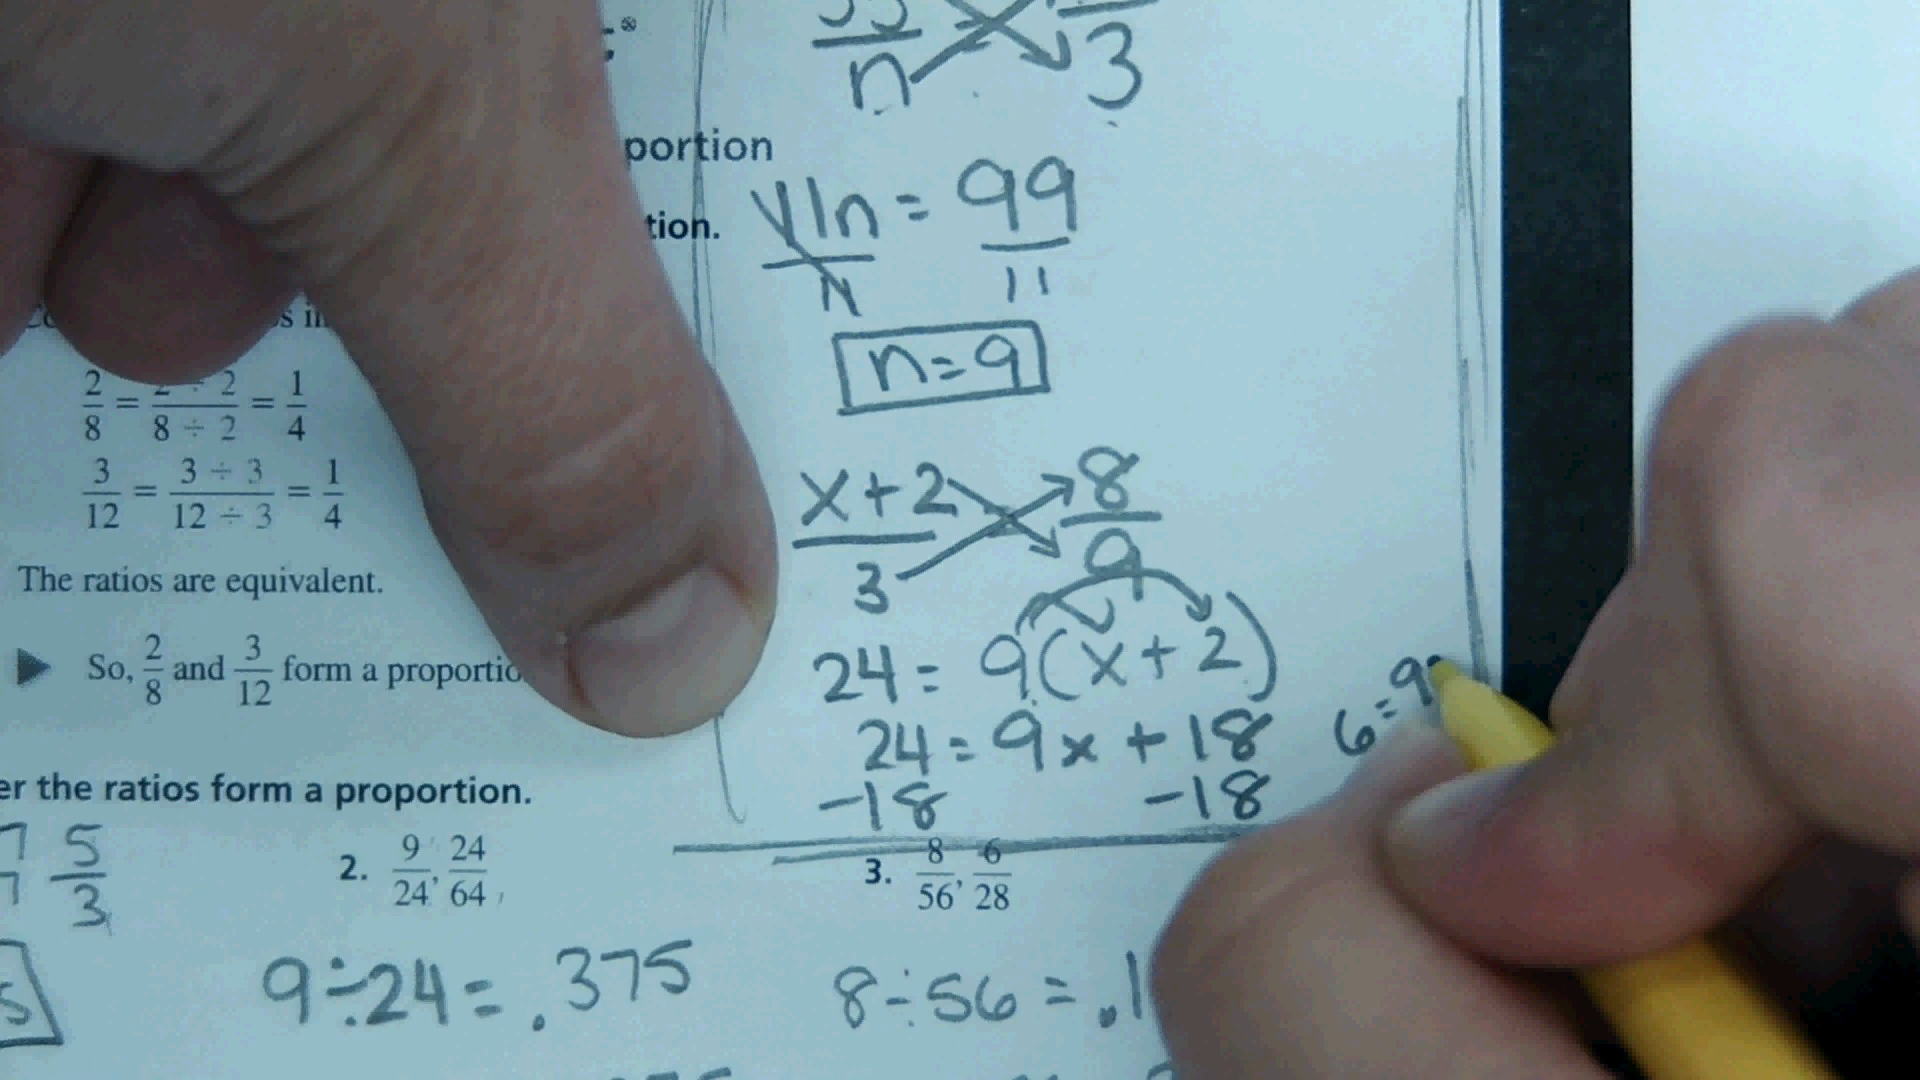 n 3
portion
tion.
11n = 99
11 11
n = 9
2/8 = 2 ÷ 2 / 8 ÷ 2 = 1/4
3/12 = 3 ÷ 3 / 12 ÷ 3 = 1/4
The ratios are equivalent.
So, 2/8 and 3/12 form a proportio
x + 2 8
3 9
24 = 9(x + 2)
24 = 9x + 18
-18 -18
6 = 9
er the ratios form a proportion.
5/3
2. 9/24, 24/64
3. 8/56, 6/28
9 ÷ 24 = .375
8 ÷ 56 = .1